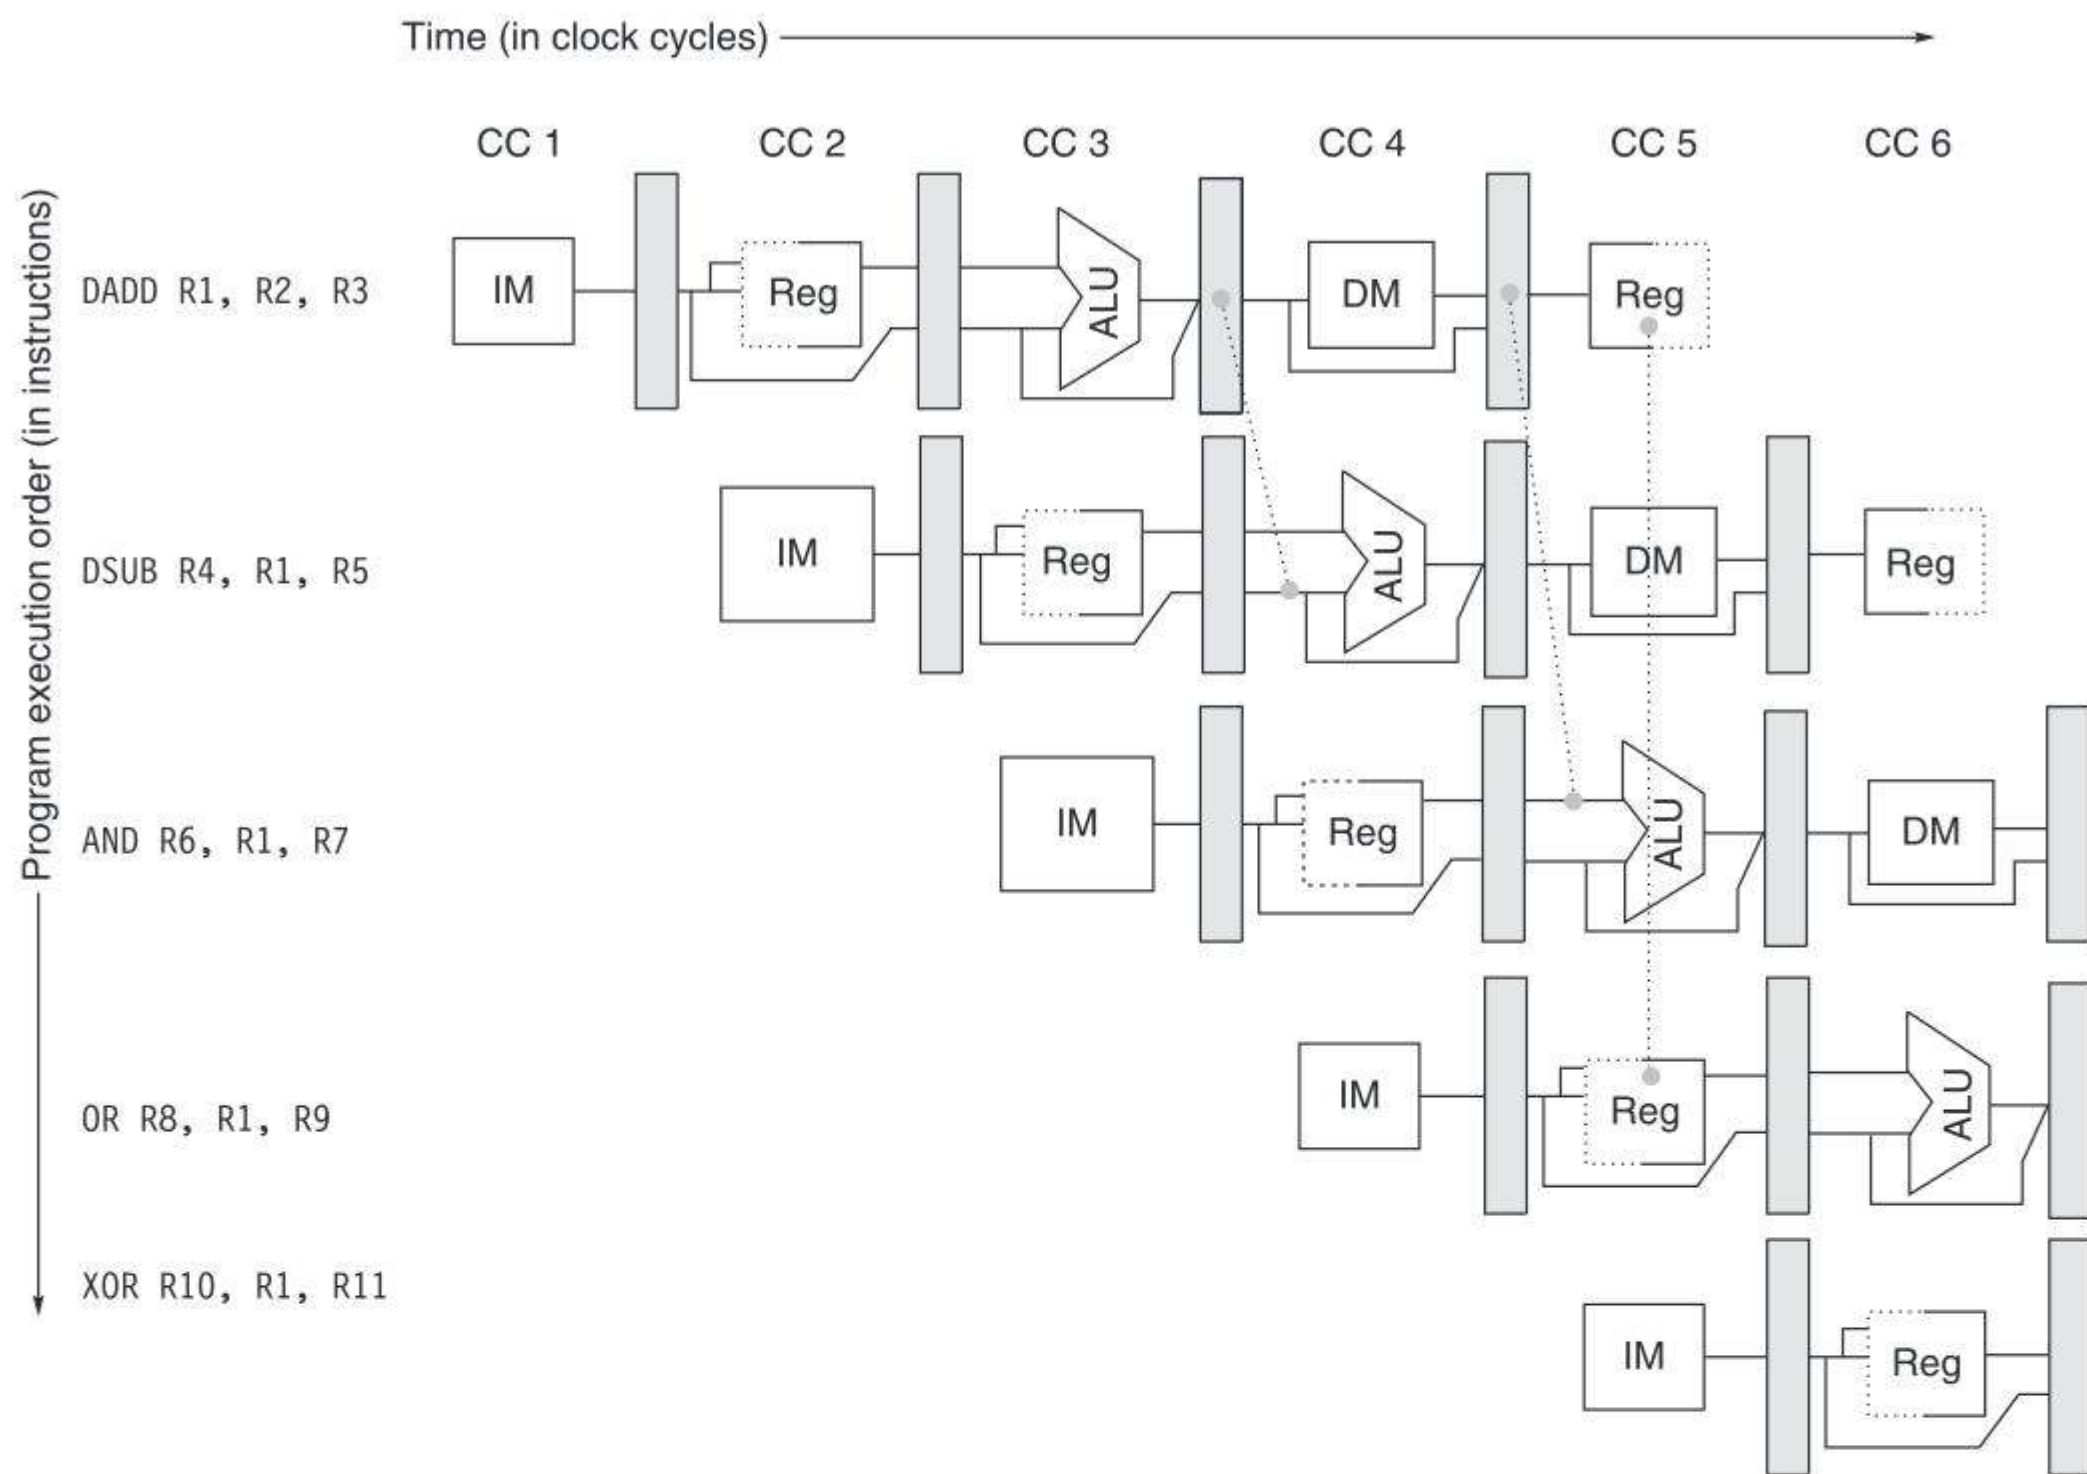 Time (in clock cycles)
CC 1 CC 2 CC 3 CC 4 CC 5 CC 6
Program execution order (in instructions)
DADD R1, R2, R3 IM Reg ALU DM Reg
DSUB R4, R1, R5 IM Reg ALU DM Reg
AND R6, R1, R7 IM Reg ALU DM
OR R8, R1, R9 IM Reg ALU
XOR R10, R1, R11
IM Reg